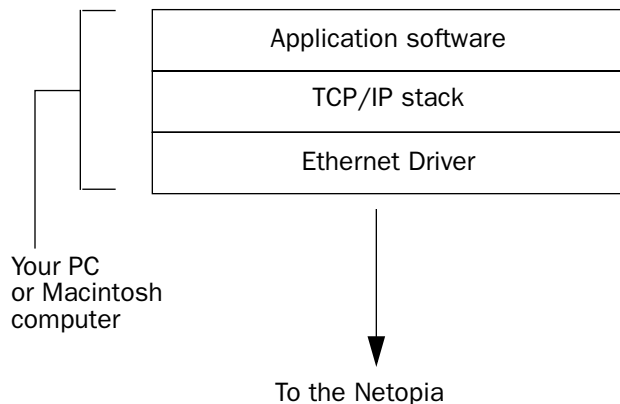 Application software
TCP/IP stack
Ethernet Driver
Your PC
or Macintosh
computer
To the Netopia